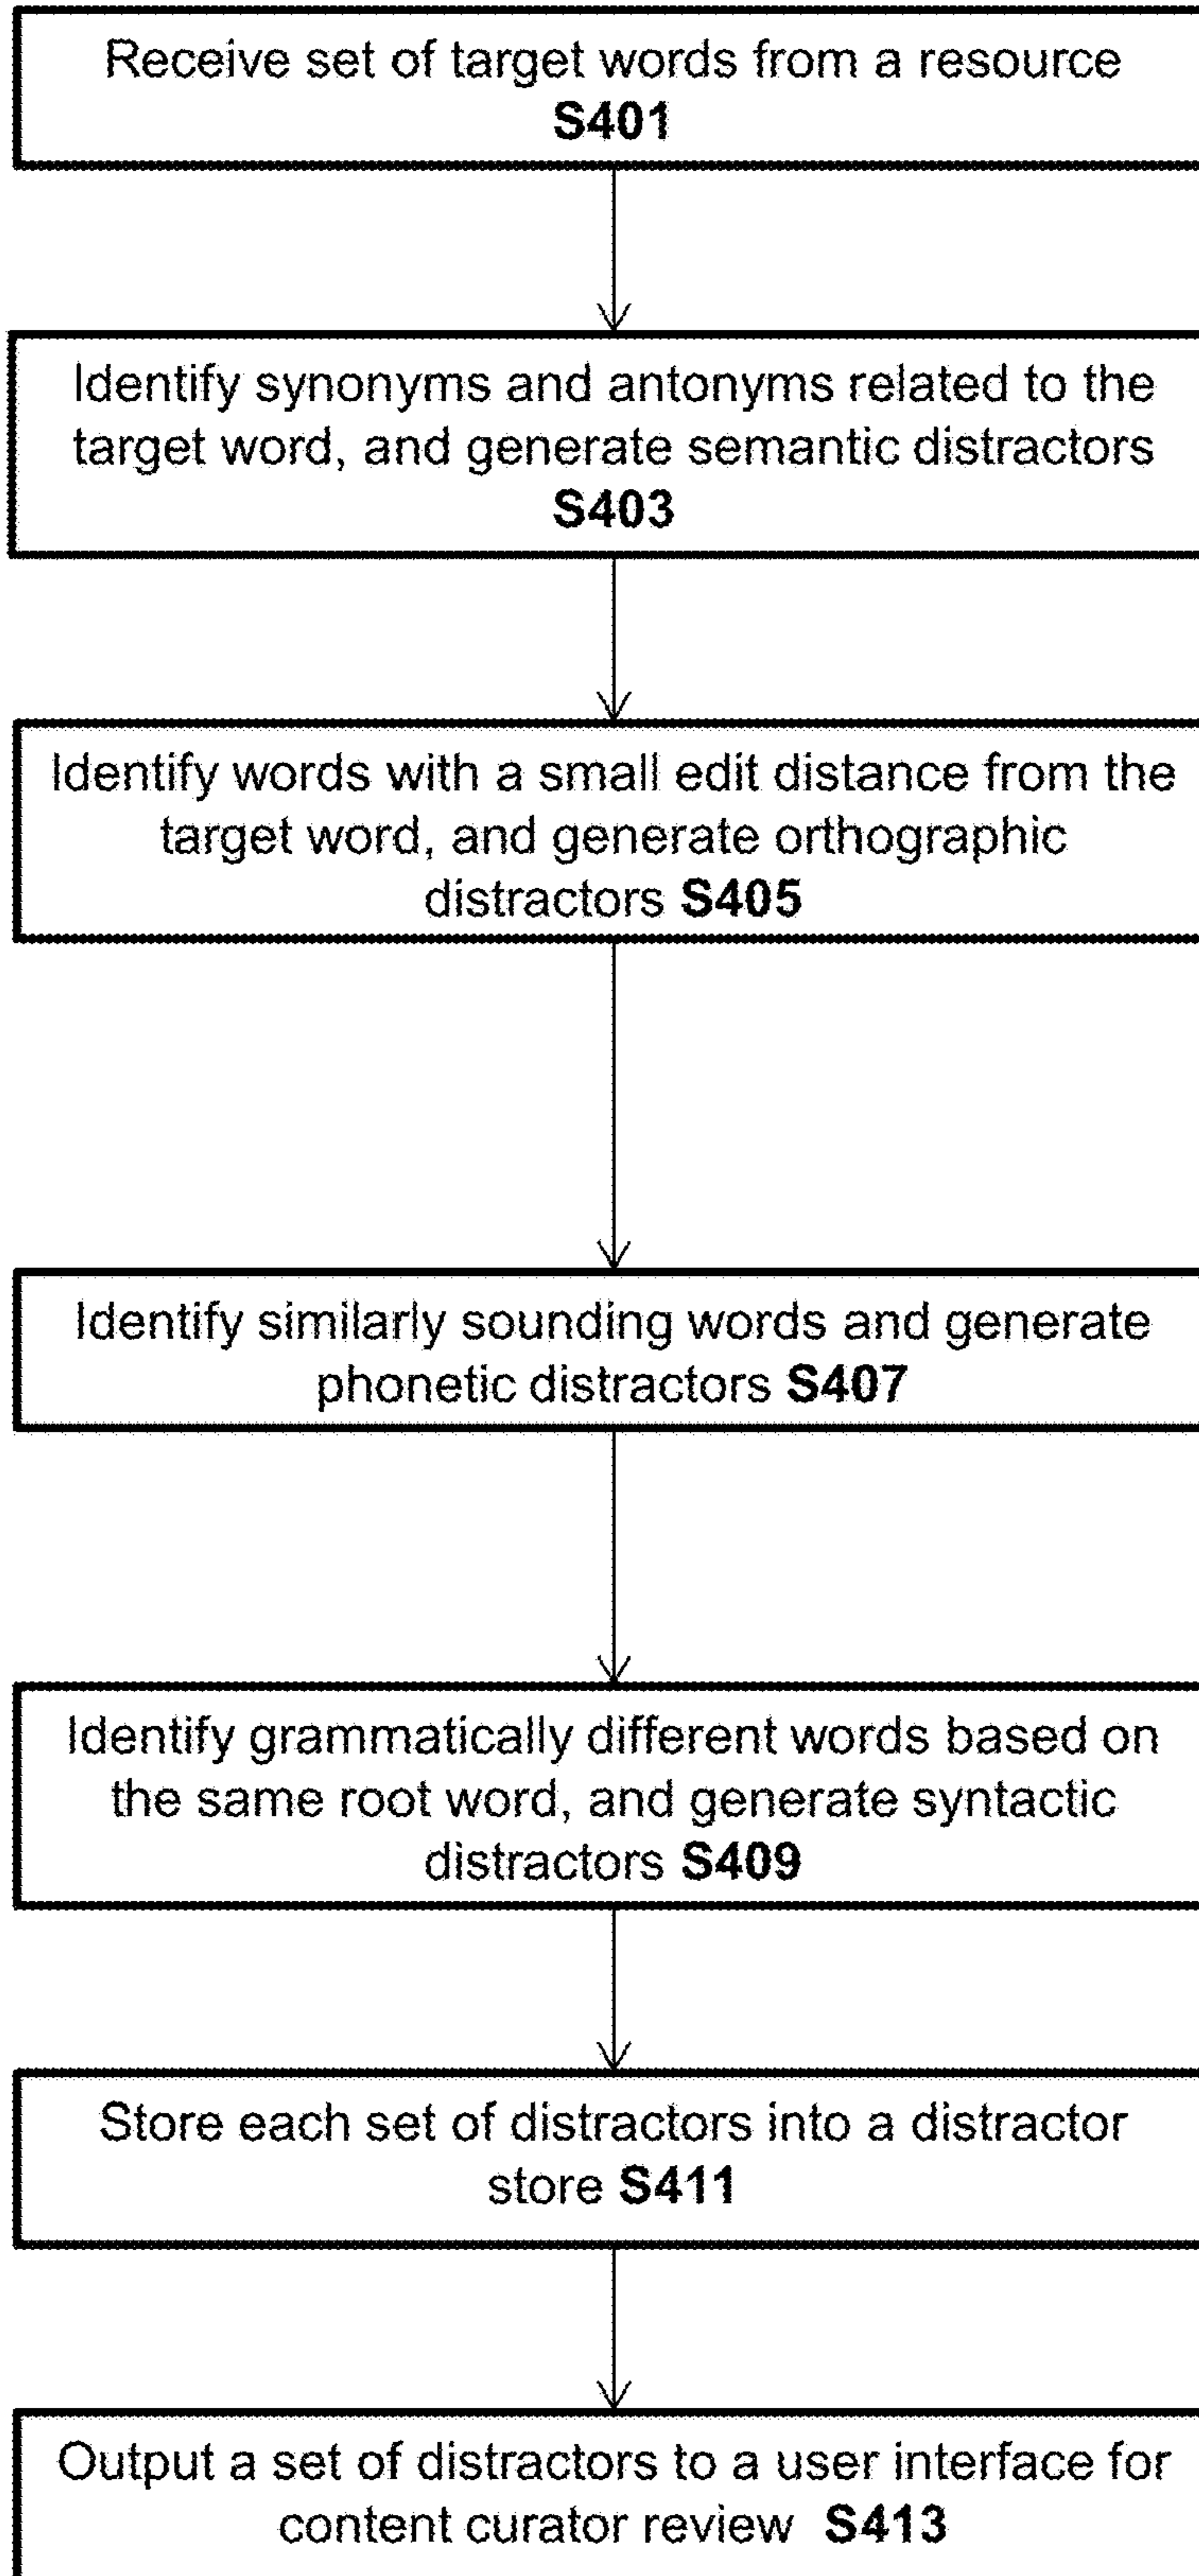 Receive set of target words from a resource
S401
Identify synonyms and antonyms related to the
target word, and generate semantic distractors
S403
Identify words with a small edit distance from the
target word, and generate orthographic
distractors S405
Identify similarly sounding words and generate
phonetic distractors S407
Identify grammatically different words based on
the same root word, and generate syntactic
distractors S409
Store each set of distractors into a distractor
store S411
Output a set of distractors to a user interface for
content curator review S413